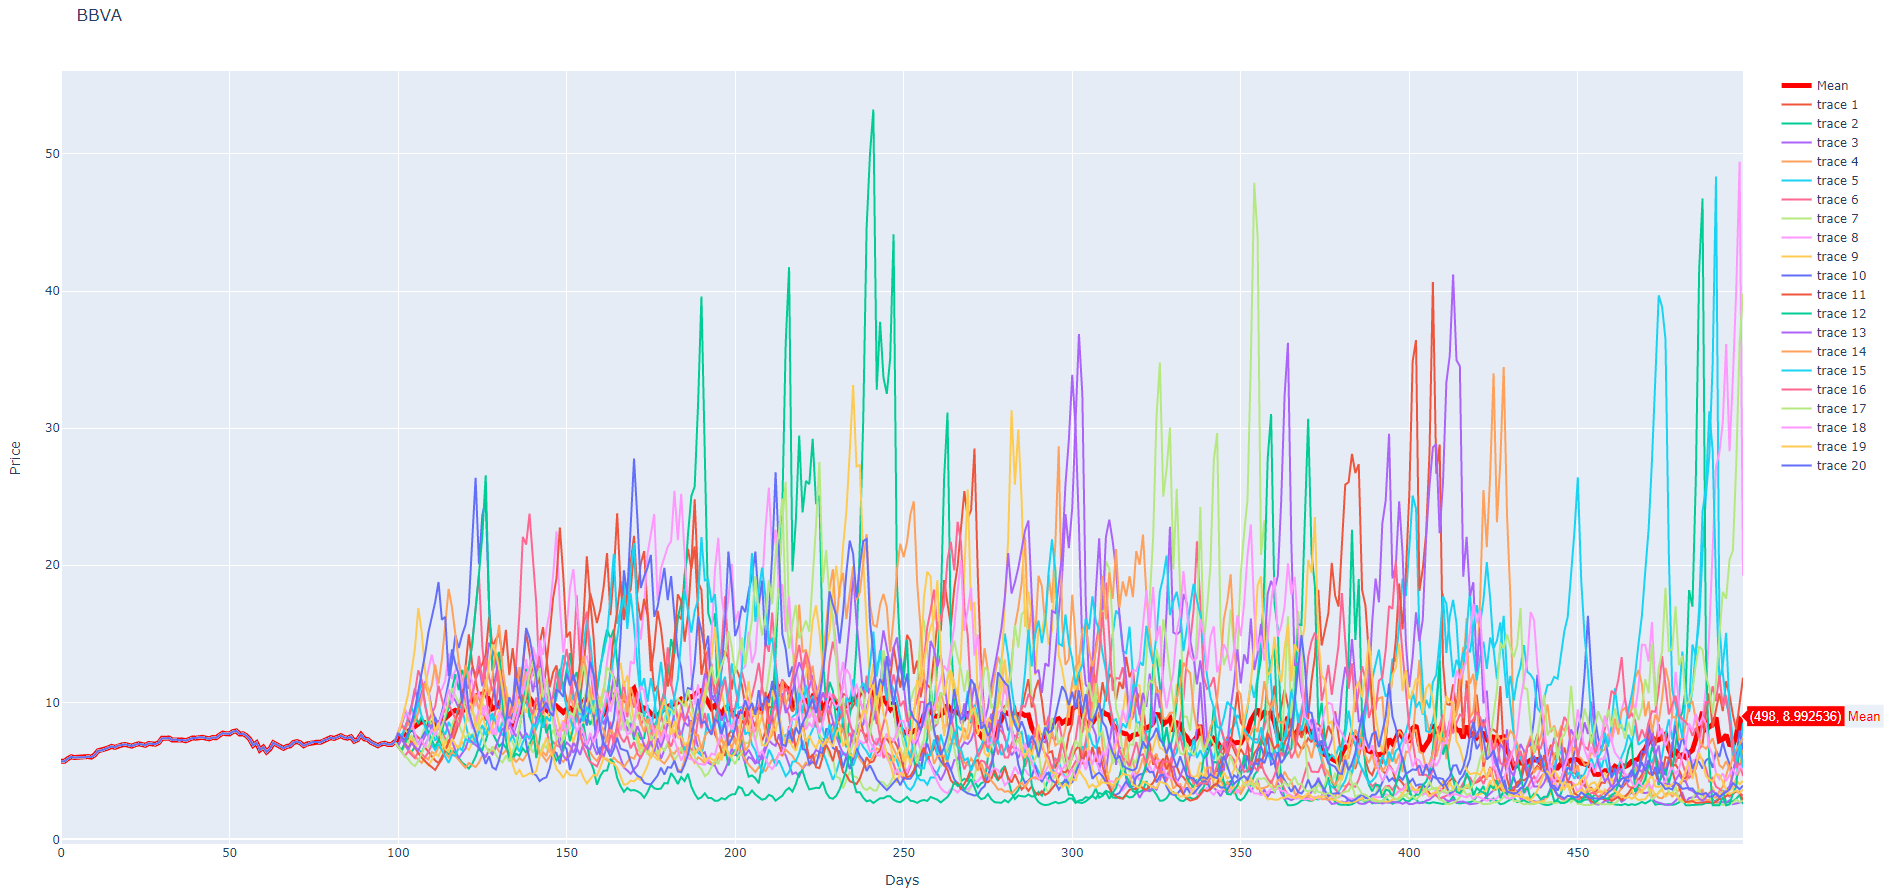 BBVA
Price
50
40
30
20
10
0
0 50 100 150 200 250 300 350 400 450
Days
Mean
trace 1
trace 2
trace 3
trace 4
trace 5
trace 6
trace 7
trace 8
trace 9
trace 10
trace 11
trace 12
trace 13
trace 14
trace 15
trace 16
trace 17
trace 18
trace 19
trace 20
(498, 8.992536) Mean